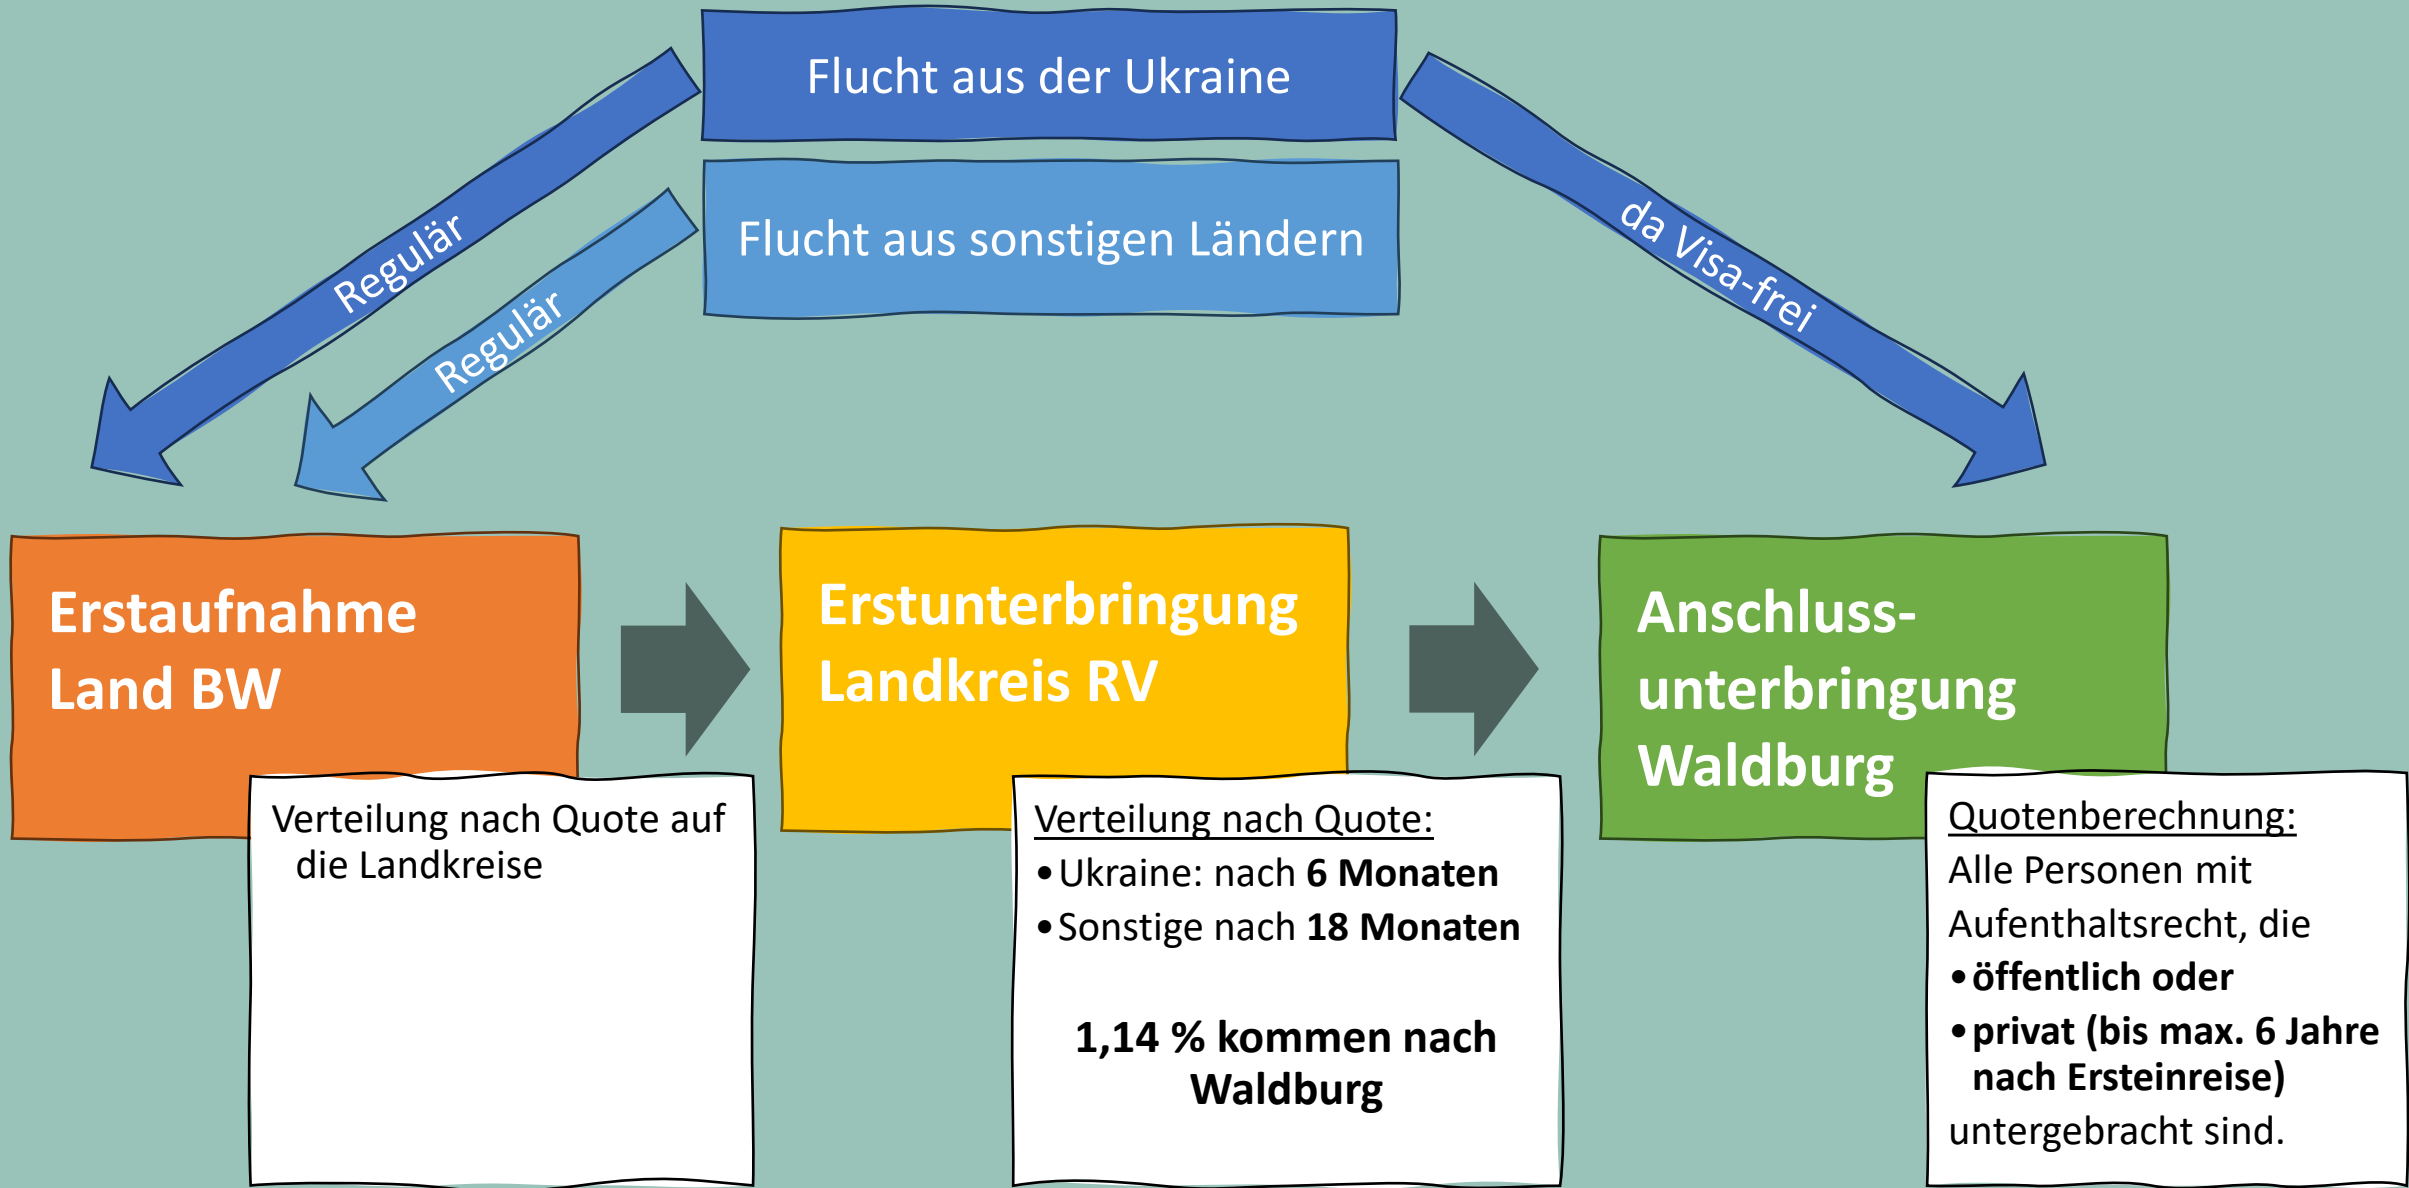 Flucht aus der Ukraine
Flucht aus sonstigen Ländern
Regulär
Regulär
da Visa-frei
Erstaufnahme
Land BW
Verteilung nach Quote auf
die Landkreise
Erstunterbringung
Landkreis RV
Verteilung nach Quote:
•Ukraine: nach 6 Monaten
•Sonstige nach 18 Monaten
1,14 % kommen nach
Waldburg
Anschluss-
unterbringung
Waldburg
Quotenberechnung:
Alle Personen mit
Aufenthaltsrecht, die
•öffentlich oder
•privat (bis max. 6 Jahre
nach Ersteinreise)
untergebracht sind.